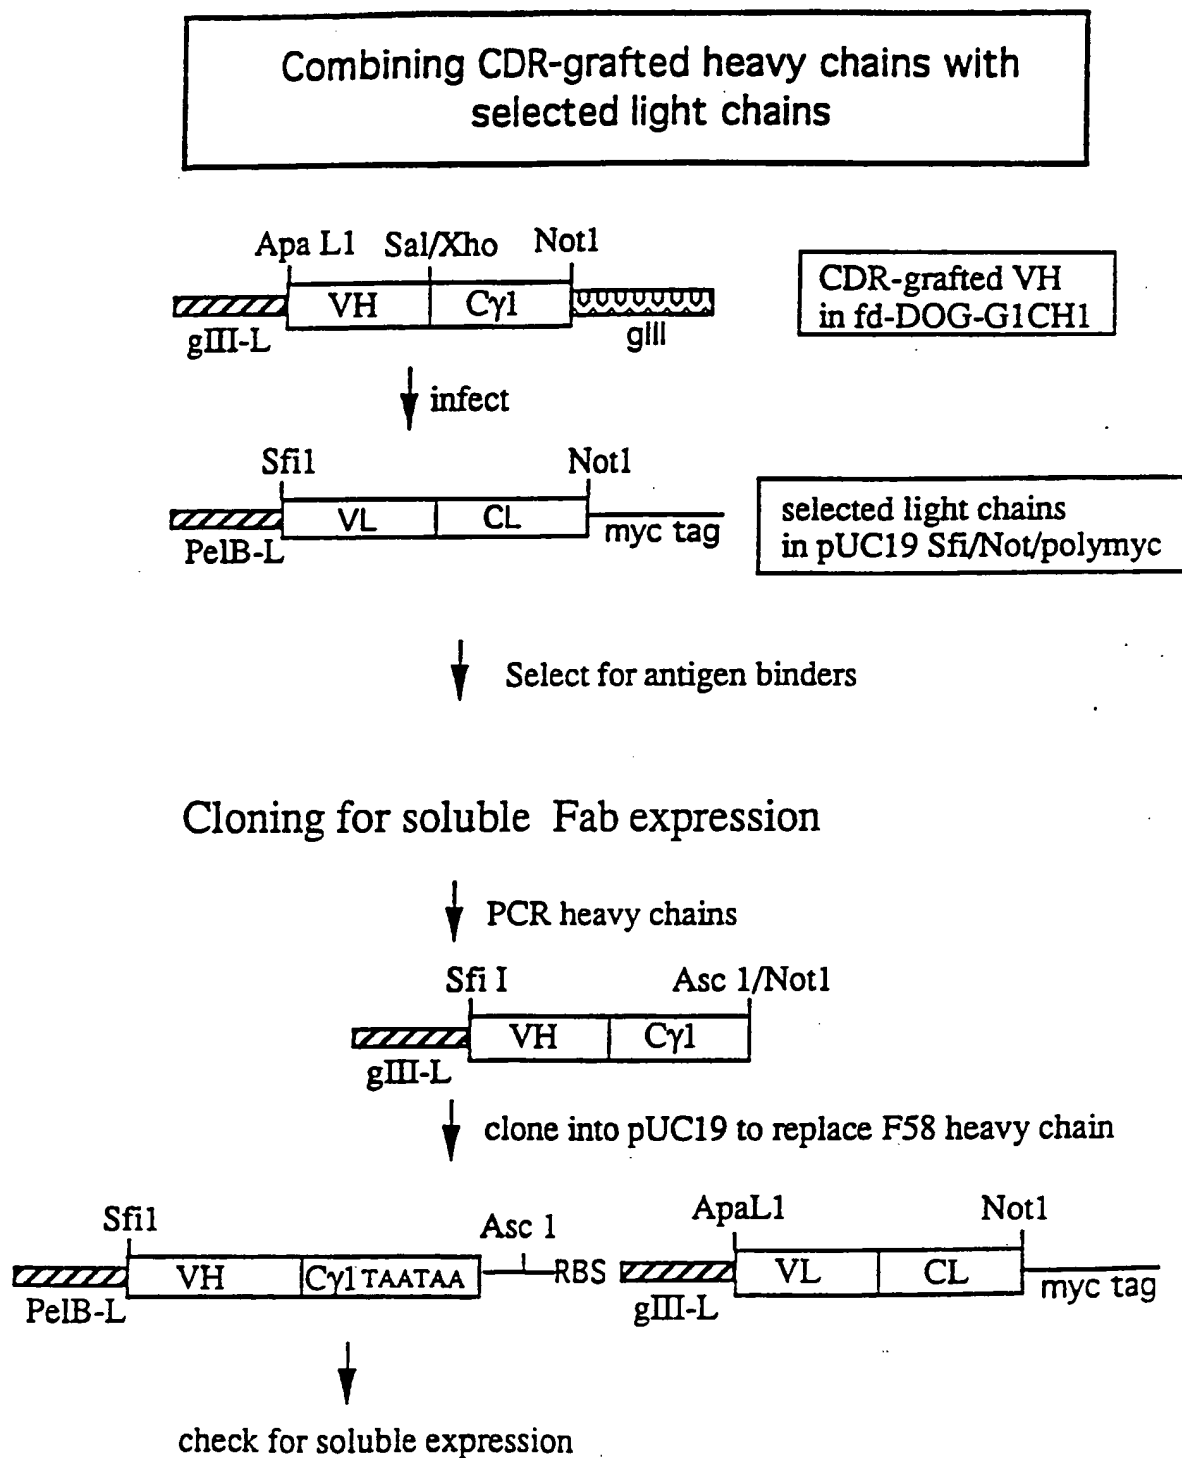 Combining CDR-grafted heavy chains with
selected light chains
Apa L1 Sal/Xho Not1
VH Cγ1
gIII-L gIII
CDR-grafted VH
in fd-DOG-G1CH1
infect
Sfi1 Not1
VL CL
PelB-L myc tag
selected light chains
in pUC19 Sfi/Not/polymyc
Select for antigen binders
Cloning for soluble Fab expression
PCR heavy chains
Sfi I Asc 1/Not1
VH Cγ1
gIII-L
clone into pUC19 to replace F58 heavy chain
Sfi1 Asc 1 ApaL1 Not1
VH Cγ1 TAATAA RBS VL CL
PelB-L gIII-L myc tag
check for soluble expression